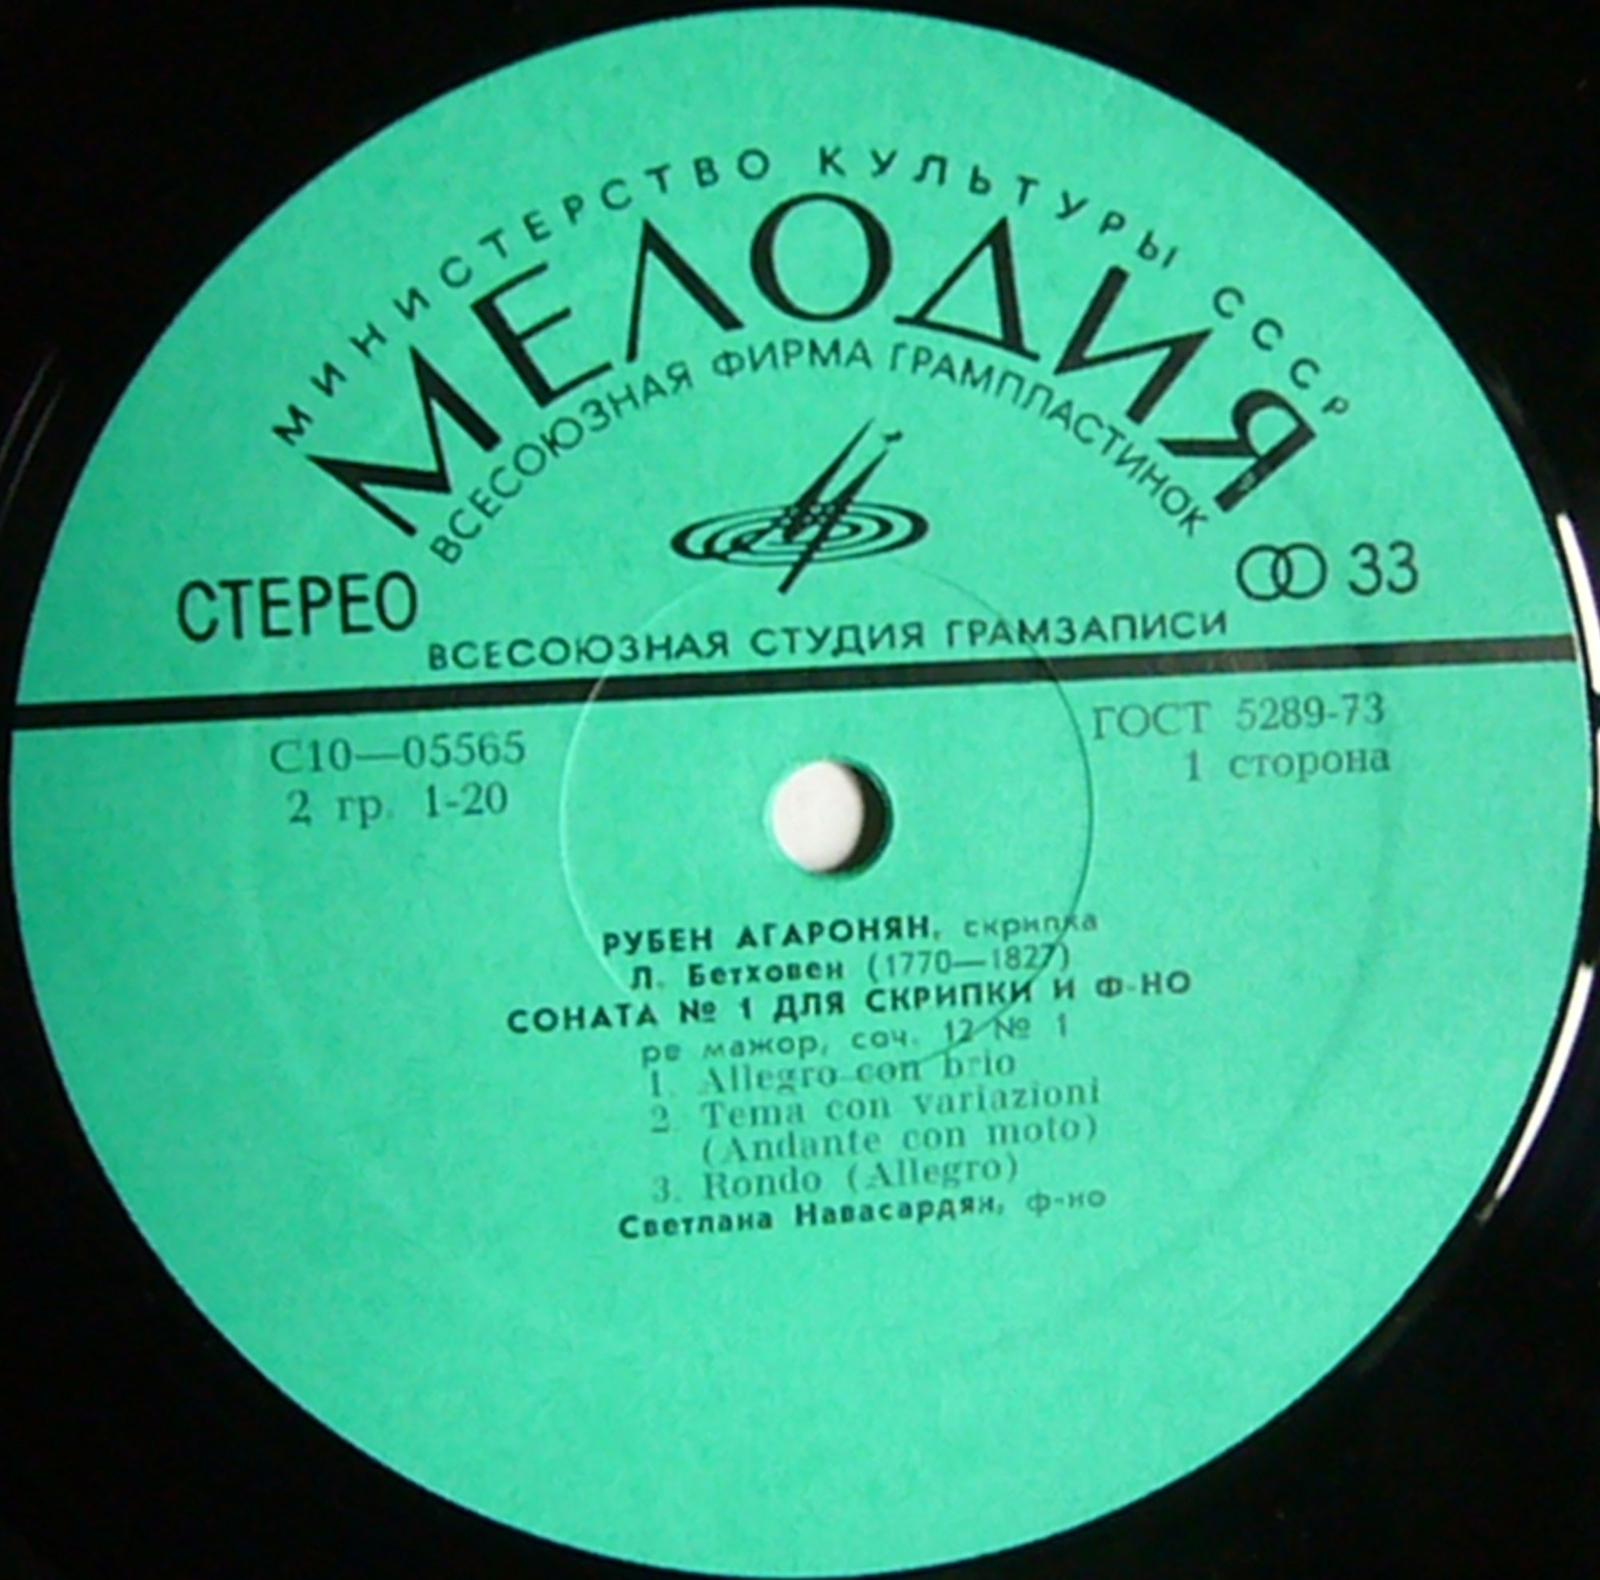 МИНИСТЕРСТВО КУЛЬТУРЫ СССР
МЕЛОДИЯ
ВСЕСОЮЗНАЯ ФИРМА ГРАМПЛАСТИНОК
СТЕРЕО
33
ВСЕСОЮЗНАЯ СТУДИЯ ГРАМЗАПИСИ
С10—05565
2 гр. 1-20
ГОСТ 5289-73
1 сторона
РУБЕН АГАРОНЯН, скрипка
Л. Бетховен (1770—1827)
СОНАТА № 1 ДЛЯ СКРИПКИ И Ф-НО
ре мажор, соч. 12 № 1
1. Allegro con brio
2. Tema con variazioni
(Andante con moto)
3. Rondo (Allegro)
Светлана Навасардян, ф-но